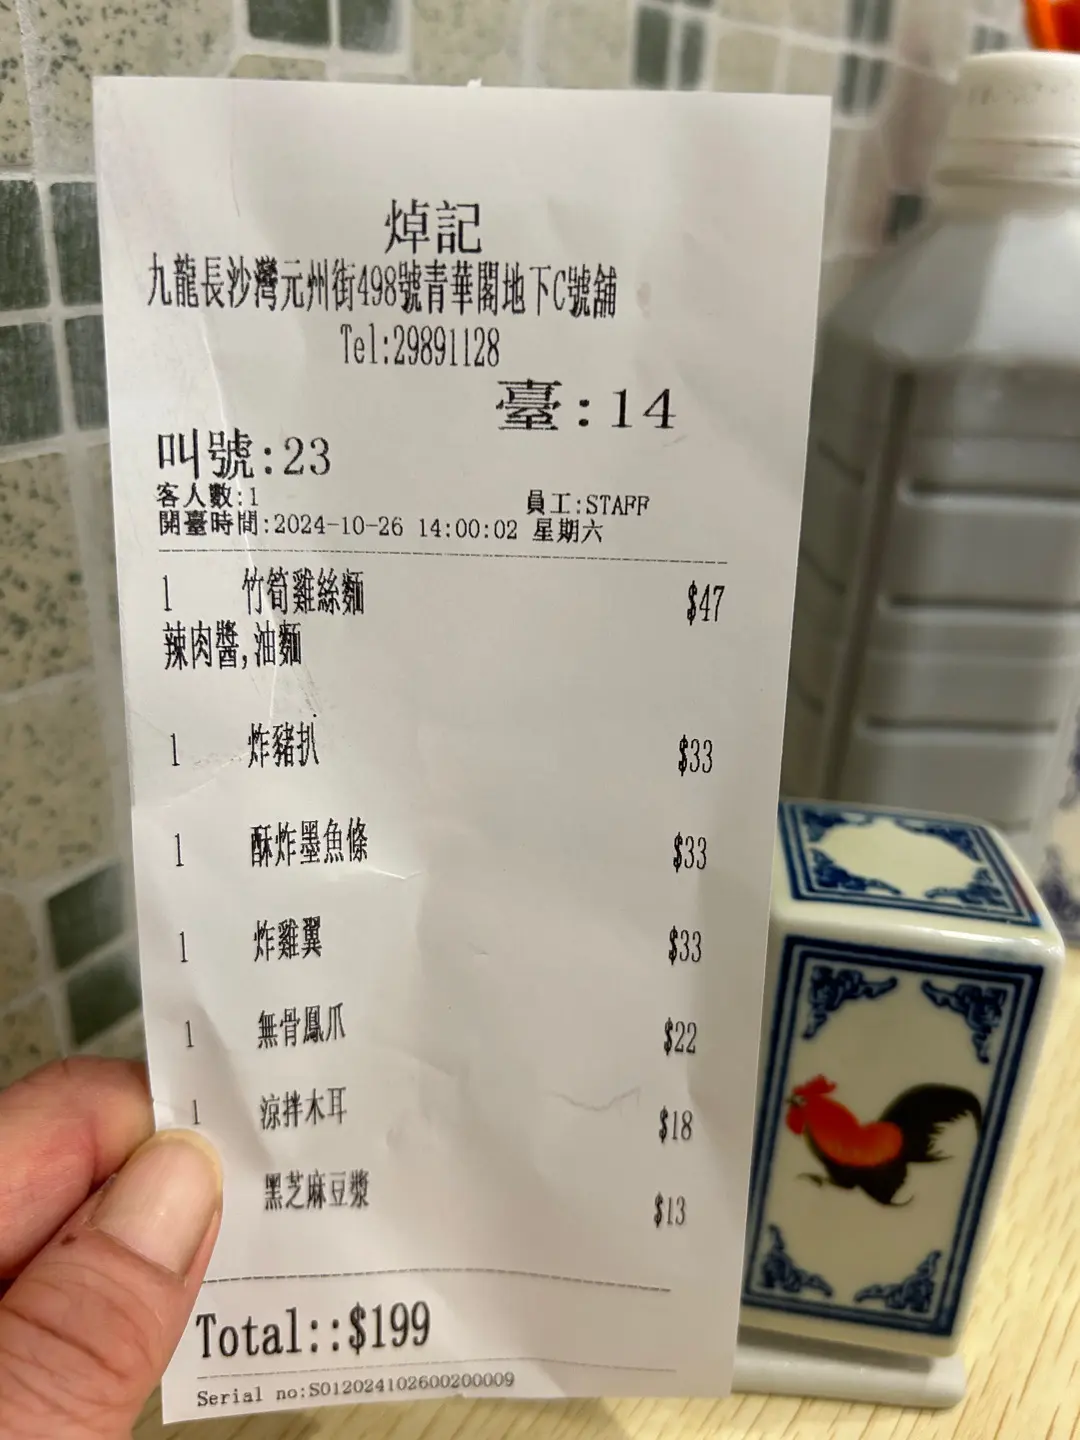 焯記
九龍長沙灣元州街498號青華閣地下C號舖
Tel:29891128
臺:14
叫號:23
客人數:1 員工:STAFF
開臺時間:2024-10-26 14:00:02 星期六
1 竹筍雞絲麵 $47
辣肉醬,油麵
1 炸豬扒 $33
1 酥炸墨魚條 $33
1 炸雞翼 $33
1 無骨鳳爪 $22
1 涼拌木耳 $18
黑芝麻豆漿 $13
Total::$199
Serial no:S012024102600200009